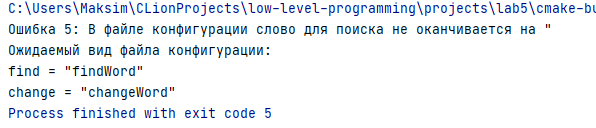 C:\Users\Maksim\CLionProjects\low-level-programming\projects\lab5\cmake-bu
Ошибка 5: В файле конфигурации слово для поиска не оканчивается на "
Ожидаемый вид файла конфигурации:
find = "findWord"
change = "changeWord"
Process finished with exit code 5